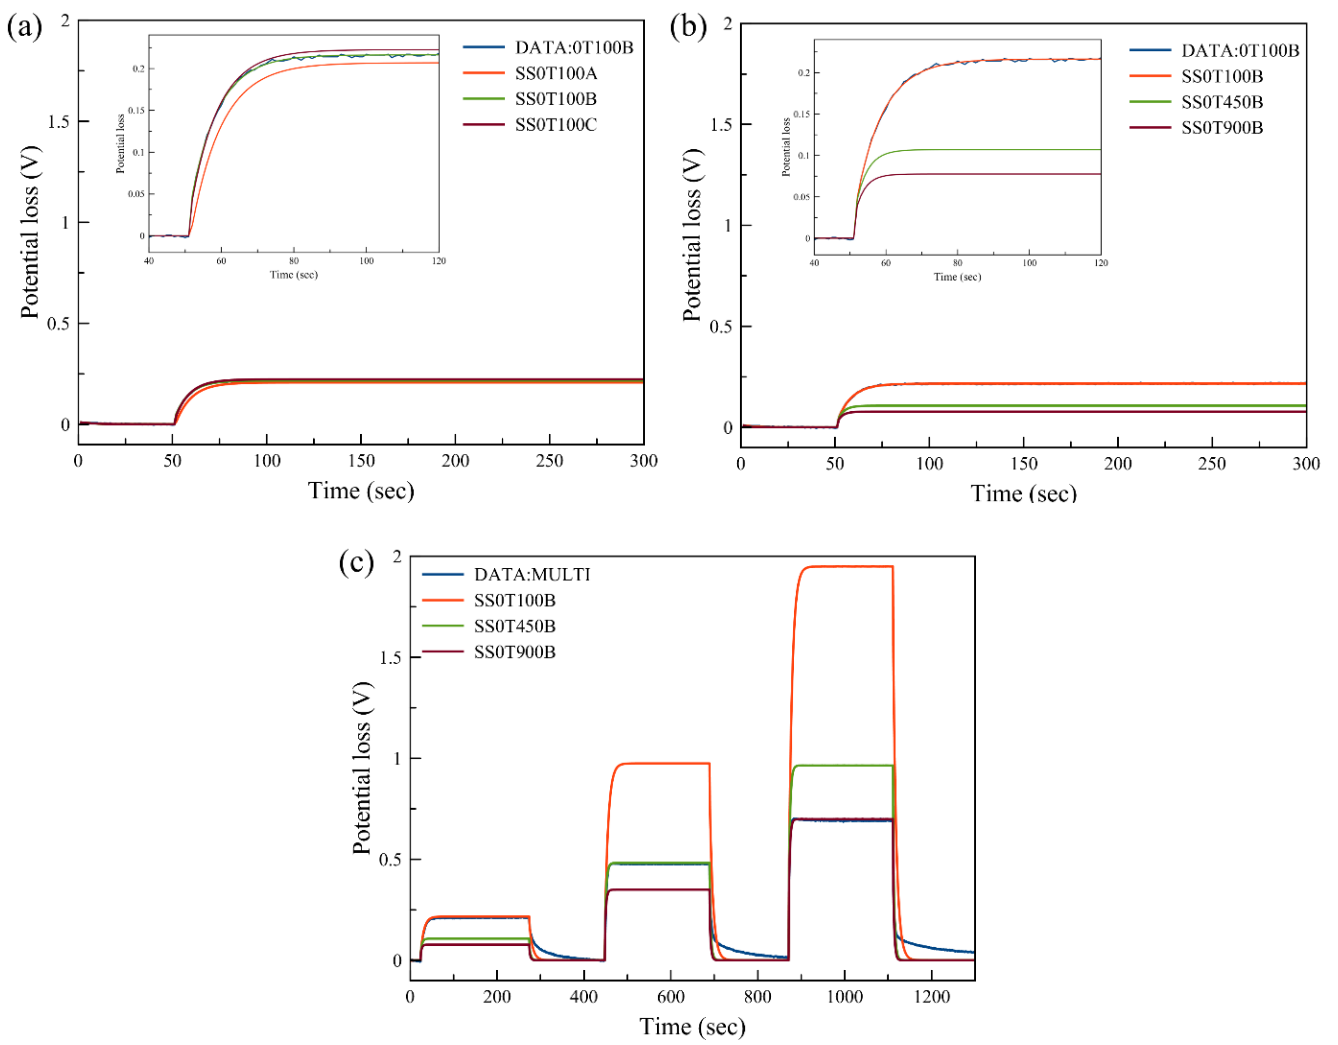 (a)
2
1.5
1
0.5
0
Potential loss (V)
0 50 100 150 200 250 300
Time (sec)
DATA:0T100B
SS0T100A
SS0T100B
SS0T100C
0.2
0.15
0.1
0.05
0
Potential loss
40 60 80 100 120
Time (sec)
(b)
2
1.5
1
0.5
0
Potential loss (V)
0 50 100 150 200 250 300
Time (sec)
DATA:0T100B
SS0T100B
SS0T450B
SS0T900B
0.2
0.15
0.1
0.05
0
Potential loss
40 60 80 100 120
Time (sec)
(c)
2
1.5
1
0.5
0
Potential loss (V)
0 200 400 600 800 1000 1200
Time (sec)
DATA:MULTI
SS0T100B
SS0T450B
SS0T900B